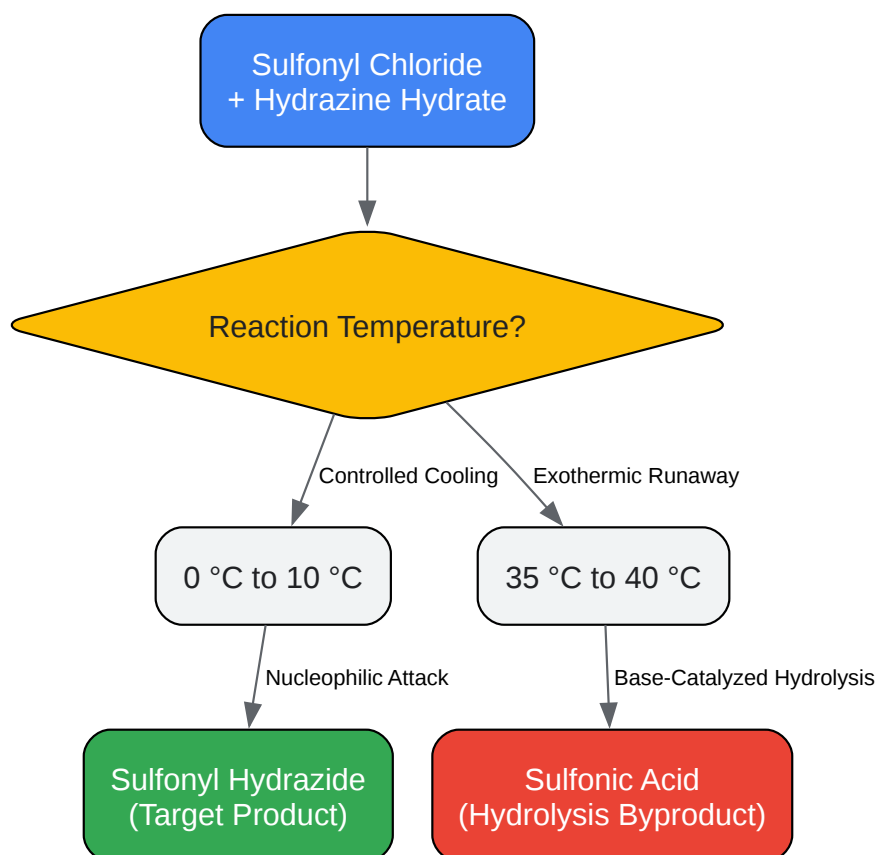 Sulfonyl Chloride
+ Hydrazine Hydrate
Reaction Temperature?
Controlled Cooling
Exothermic Runaway
0 °C to 10 °C
35 °C to 40 °C
Nucleophilic Attack
Base-Catalyzed Hydrolysis
Sulfonyl Hydrazide
(Target Product)
Sulfonic Acid
(Hydrolysis Byproduct)